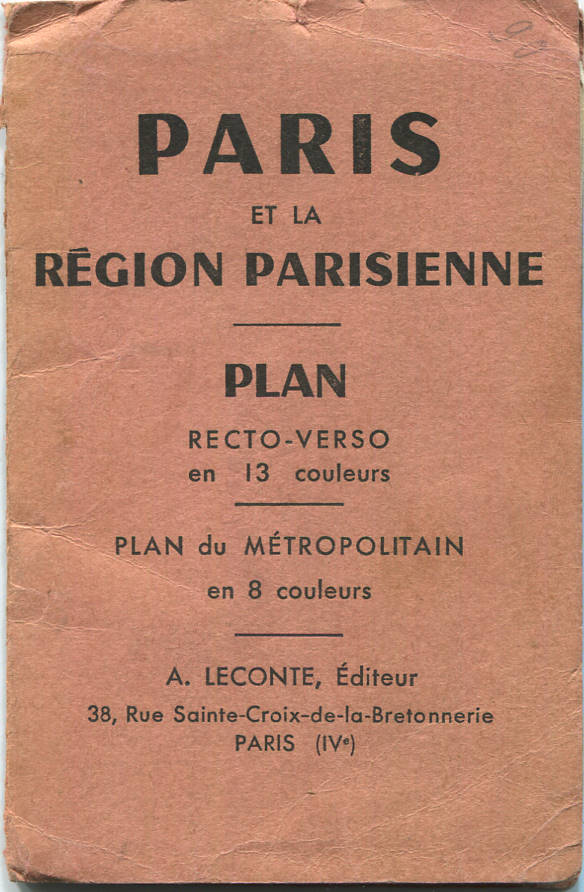 PARIS
ET LA
RÉGION PARISIENNE
PLAN
RECTO-VERSO
en 13 couleurs
PLAN du MÉTROPOLITAIN
en 8 couleurs
A. LECONTE, Éditeur
38, Rue Sainte-Croix-de-la-Bretonnerie
PARIS (IVᵉ)